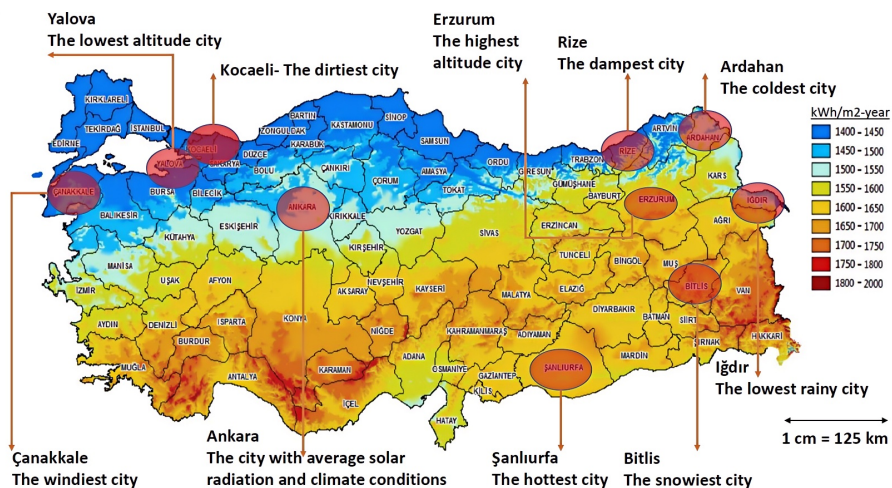 Yalova
The lowest altitude city
Kocaeli- The dirtiest city
Erzurum
The highest
altitude city
Rize
The dampest city
Ardahan
The coldest city
kWh/m2-year
1400 - 1450
1450 - 1500
1500 - 1550
1550 - 1600
1600 - 1650
1650 - 1700
1700 - 1750
1750 - 1800
1800 - 2000
KIRKLARELİ
TEKİRDAĞ
İSTANBUL
EDİRNE
KOCAELİ
YALOVA
ÇANAKKALE
BURSA
BİLECİK
BALIKESİR
DÜZCE
BOLU
ZONGULDAK
BARTIN
KARABÜK
KASTAMONU
SİNOP
ÇANKIRI
SAMSUN
ÇORUM
AMASYA
TOKAT
ORDU
GİRESUN
TRABZON
GÜMÜŞHANE
RİZE
ARTVİN
ARDAHAN
KARS
BAYBURT
ERZURUM
IĞDIR
AĞRI
ERZİNCAN
SİVAS
YOZGAT
KIRIKKALE
ANKARA
ESKİŞEHİR
KÜTAHYA
KIRŞEHİR
MANİSA
İZMİR
UŞAK
AFYON
AKSARAY
NEVŞEHİR
KAYSERİ
MALATYA
ELAZIĞ
TUNCELİ
BİNGÖL
MUŞ
BİTLİS
VAN
AYDIN
DENİZLİ
ISPARTA
BURDUR
KONYA
NİĞDE
KAHRAMANMARAŞ
ADIYAMAN
DİYARBAKIR
BATMAN
SİİRT
ŞIRNAK
HAKKARİ
MARDİN
MUĞLA
ANTALYA
KARAMAN
İÇEL
ADANA
OSMANİYE
GAZİANTEP
KİLİS
ŞANLIURFA
HATAY
Iğdır
The lowest rainy city
1 cm = 125 km
Çanakkale
The windiest city
Ankara
The city with average solar
radiation and climate conditions
Şanlıurfa
The hottest city
Bitlis
The snowiest city